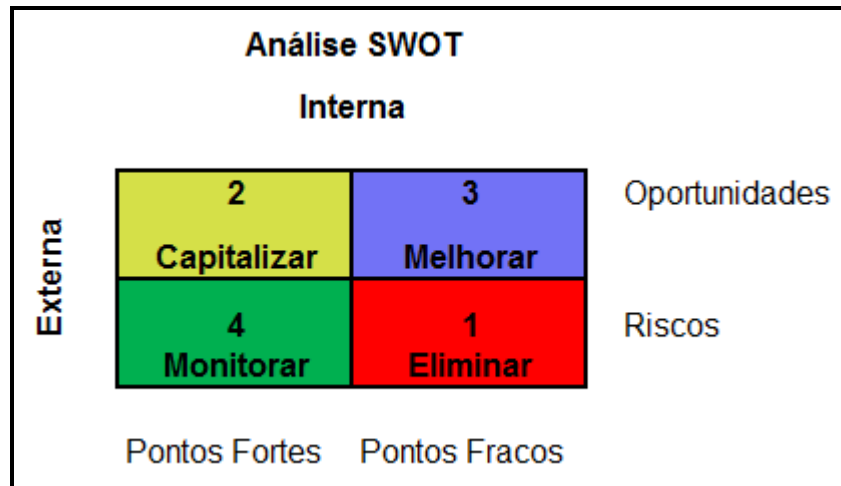 Análise SWOT
Interna
Externa
2
3
Oportunidades
Capitalizar
Melhorar
4
1
Riscos
Monitorar
Eliminar
Pontos Fortes
Pontos Fracos